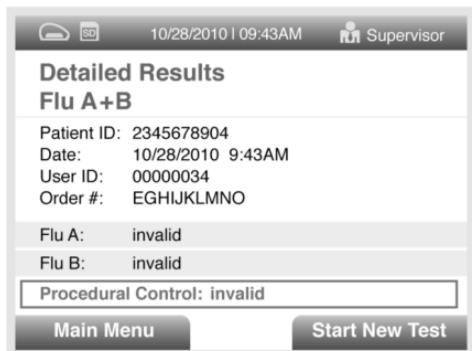 SD 10/28/2010 | 09:43AM Supervisor
Detailed Results
Flu A+B
Patient ID: 2345678904
Date: 10/28/2010 9:43AM
User ID: 00000034
Order #: EGHIJKLMNO
Flu A: invalid
Flu B: invalid
Procedural Control: invalid
Main Menu Start New Test